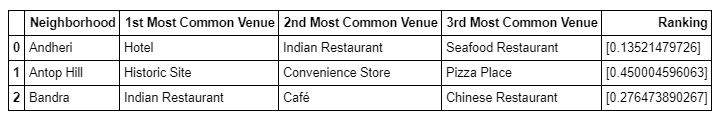 Neighborhood 1st Most Common Venue 2nd Most Common Venue 3rd Most Common Venue Ranking
0 Andheri Hotel Indian Restaurant Seafood Restaurant [0.13521479726]
1 Antop Hill Historic Site Convenience Store Pizza Place [0.450004596063]
2 Bandra Indian Restaurant Café Chinese Restaurant [0.276473890267]